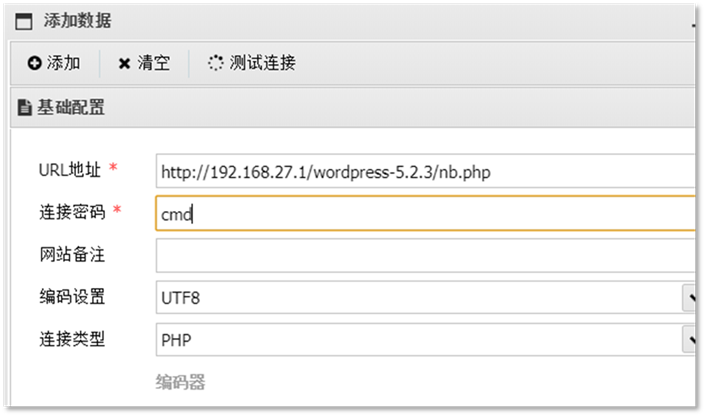 添加数据
添加 清空 测试连接
基础配置
URL地址 * http://192.168.27.1/wordpress-5.2.3/nb.php
连接密码 * cmd
网站备注
编码设置 UTF8
连接类型 PHP
编码器